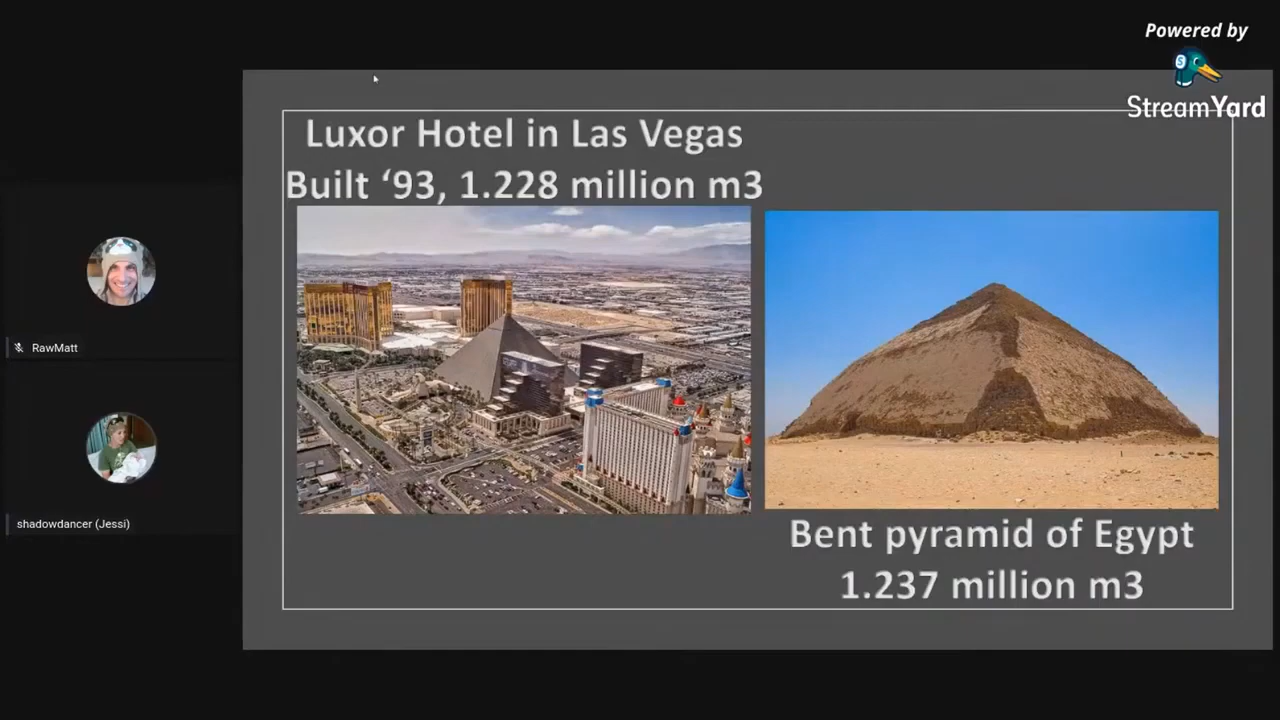 Powered by
StreamYard
Luxor Hotel in Las Vegas
Built ‘93, 1.228 million m3
RawMatt
shadowdancer (Jessi)
Bent pyramid of Egypt
1.237 million m3